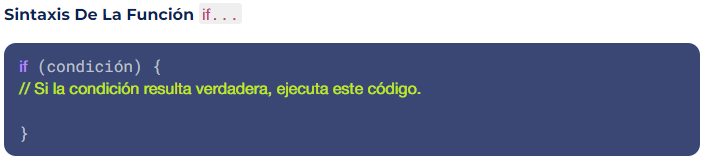 Sintaxis De La Función if...
if (condición) {
// Si la condición resulta verdadera, ejecuta este código.
}